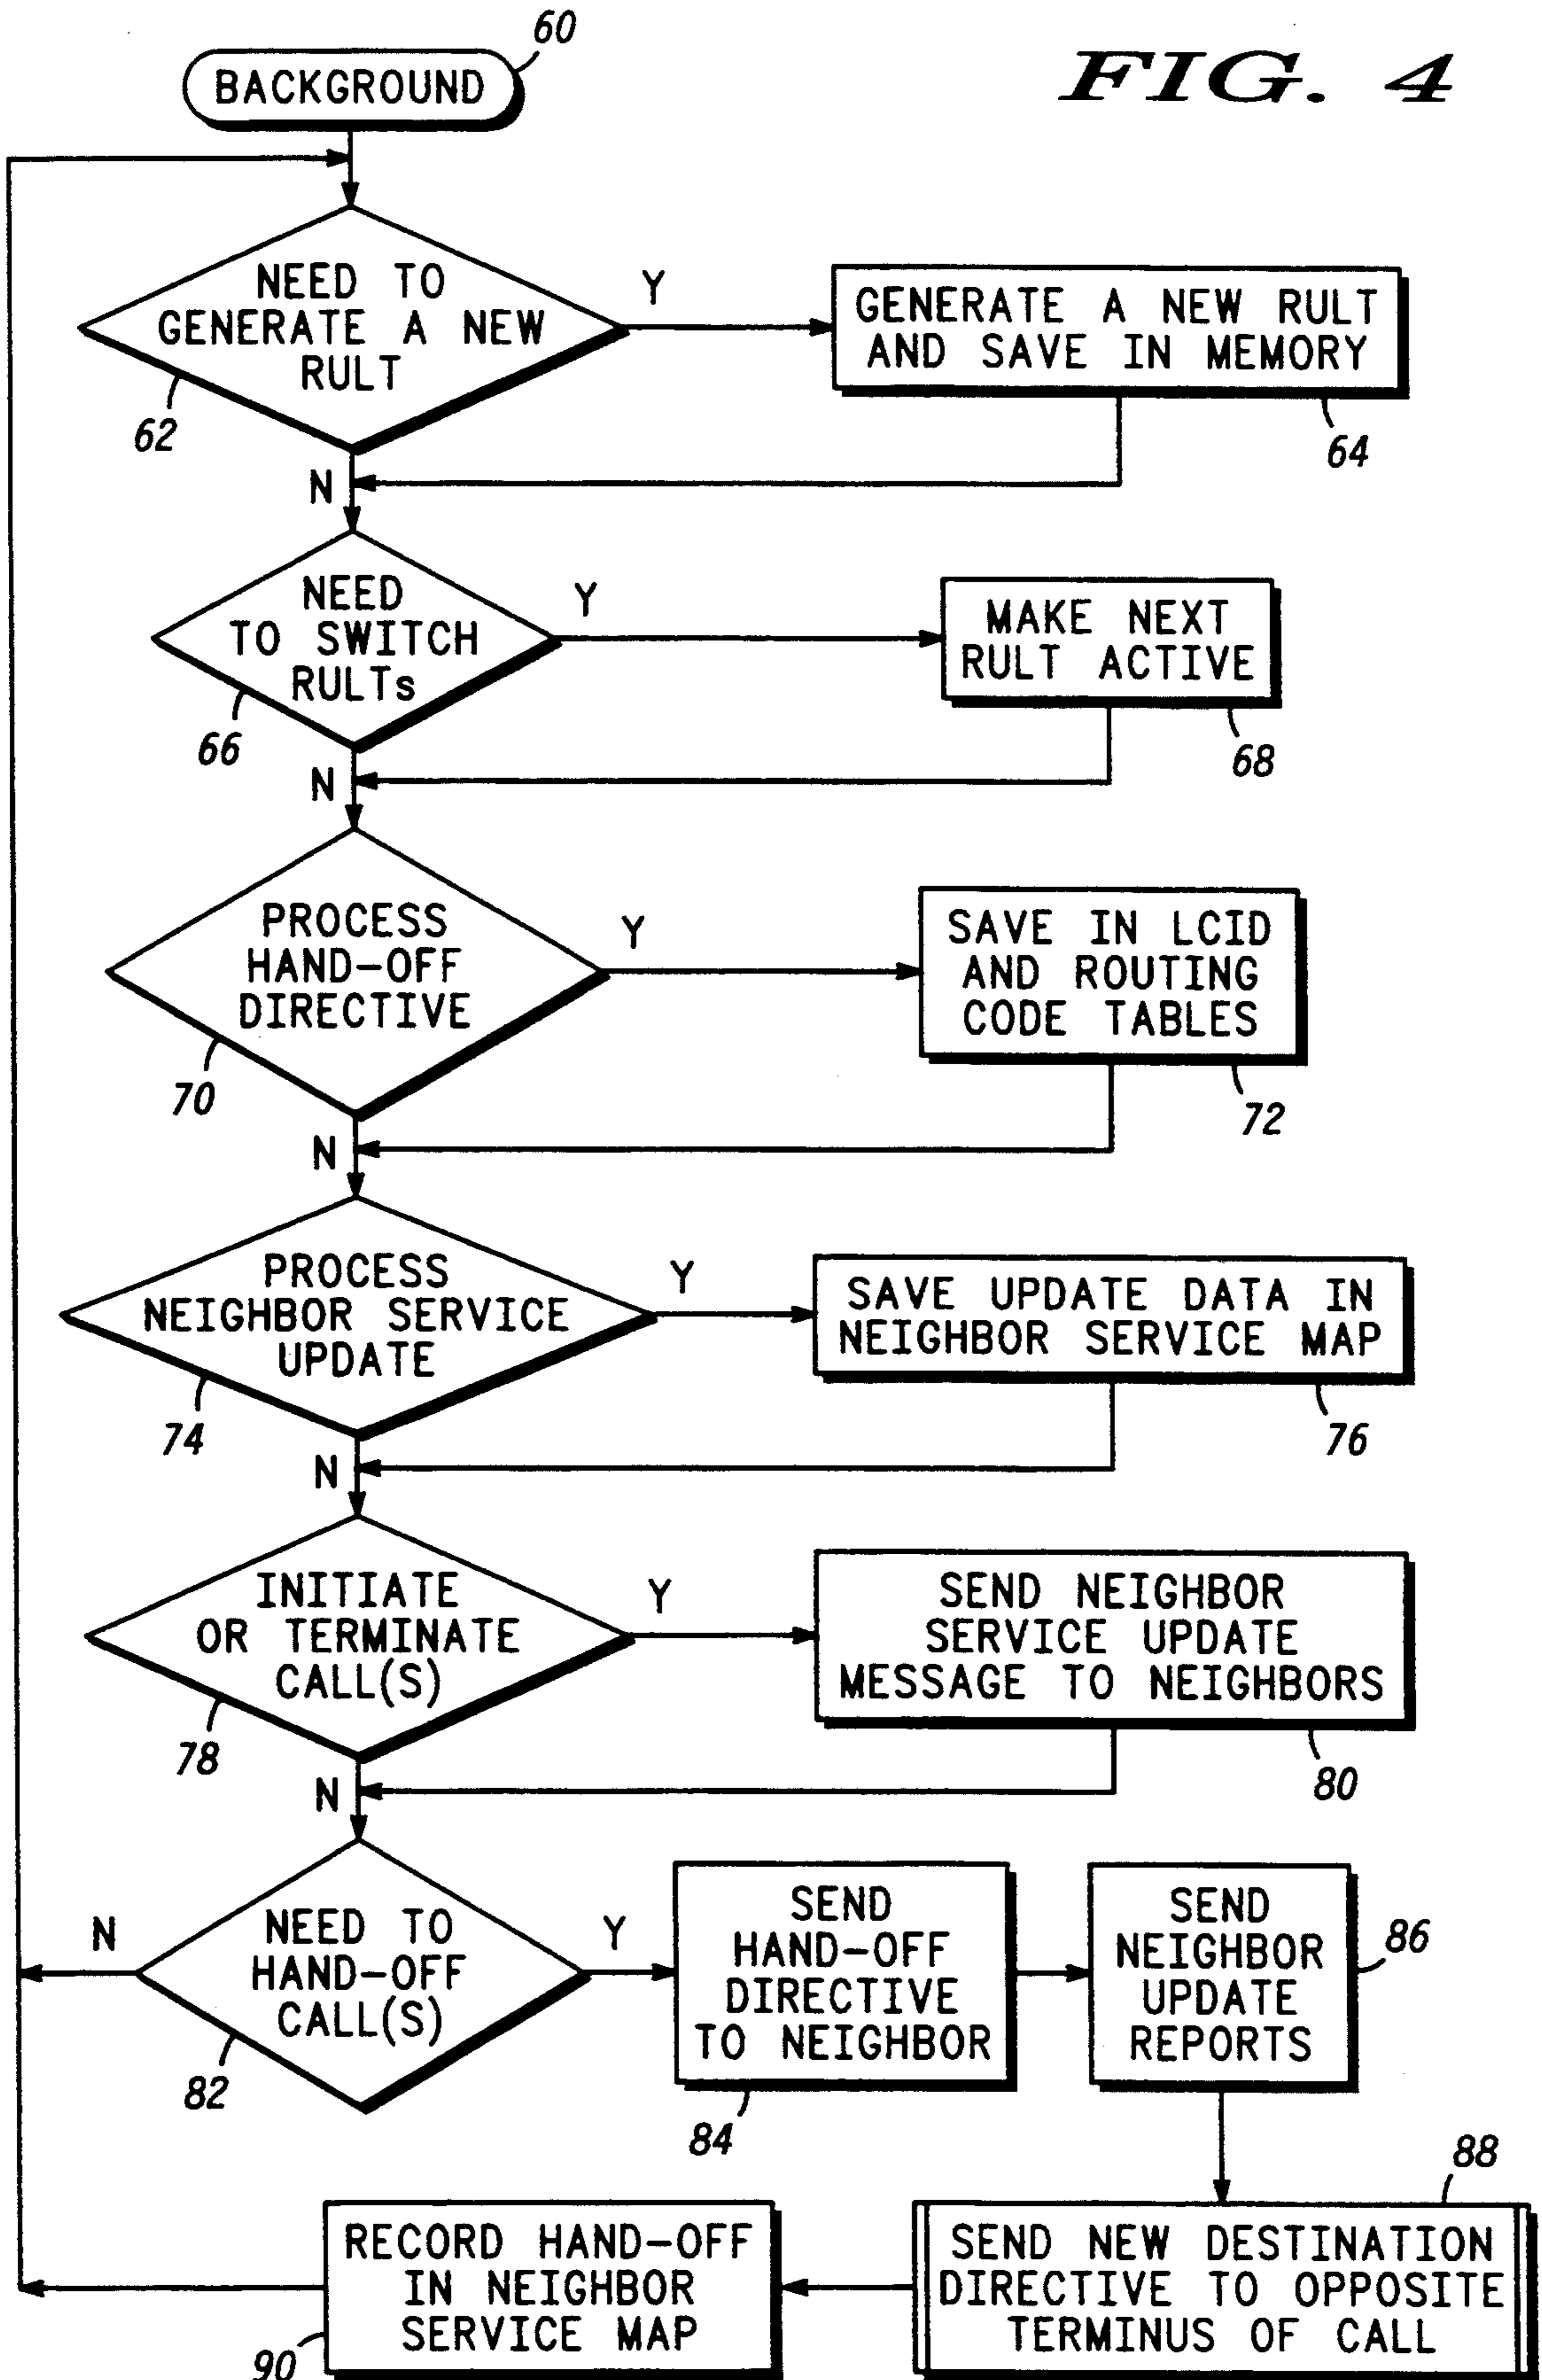 60
FIG. 4
BACKGROUND
NEED TO
GENERATE A NEW
RULT
Y
GENERATE A NEW RULT
AND SAVE IN MEMORY
62
64
N
NEED
TO SWITCH
RULTs
Y
MAKE NEXT
RULT ACTIVE
66
68
N
PROCESS
HAND-OFF
DIRECTIVE
Y
SAVE IN LCID
AND ROUTING
CODE TABLES
70
72
N
PROCESS
NEIGHBOR SERVICE
UPDATE
Y
SAVE UPDATE DATA IN
NEIGHBOR SERVICE MAP
74
76
N
INITIATE
OR TERMINATE
CALL(S)
Y
SEND NEIGHBOR
SERVICE UPDATE
MESSAGE TO NEIGHBORS
78
80
N
N
NEED TO
HAND-OFF
CALL(S)
Y
SEND
HAND-OFF
DIRECTIVE
TO NEIGHBOR
SEND
NEIGHBOR
UPDATE
REPORTS
86
82
84
88
RECORD HAND-OFF
IN NEIGHBOR
SERVICE MAP
SEND NEW DESTINATION
DIRECTIVE TO OPPOSITE
TERMINUS OF CALL
90